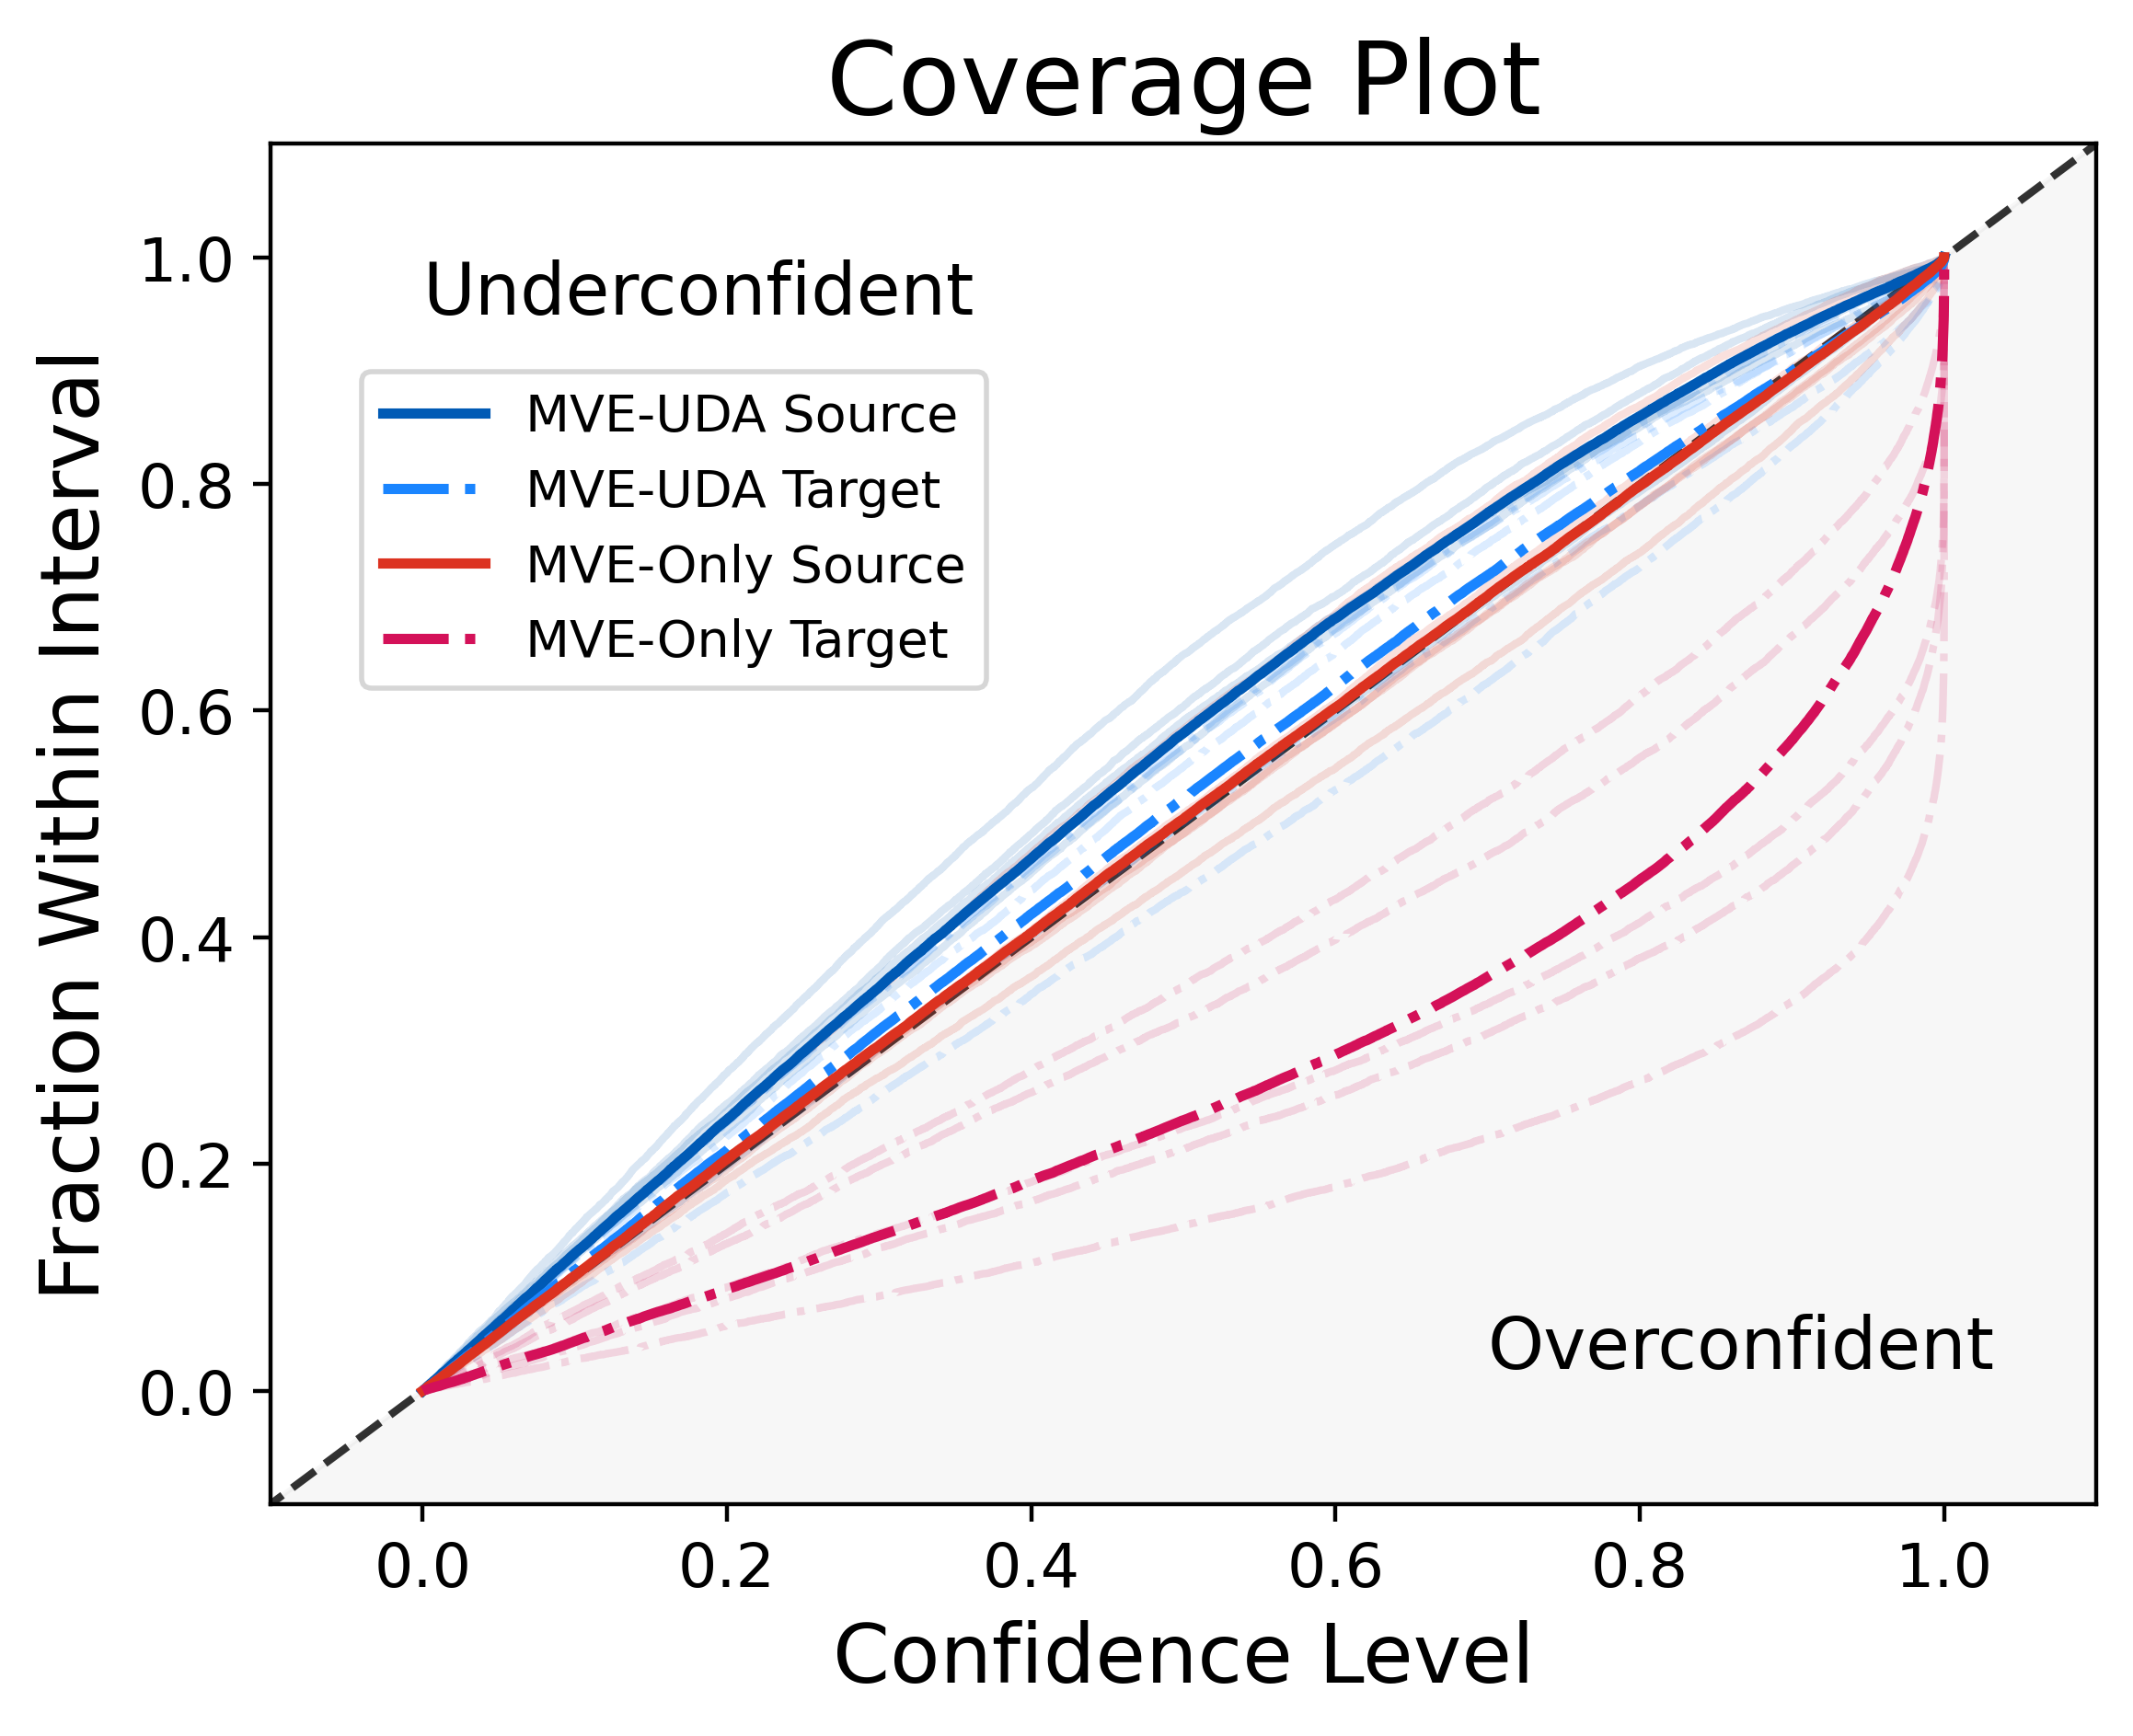 Coverage Plot
Fraction Within Interval
1.0
0.8
0.6
0.4
0.2
0.0
Underconfident
MVE-UDA Source
MVE-UDA Target
MVE-Only Source
MVE-Only Target
Overconfident
0.0 0.2 0.4 0.6 0.8 1.0
Confidence Level